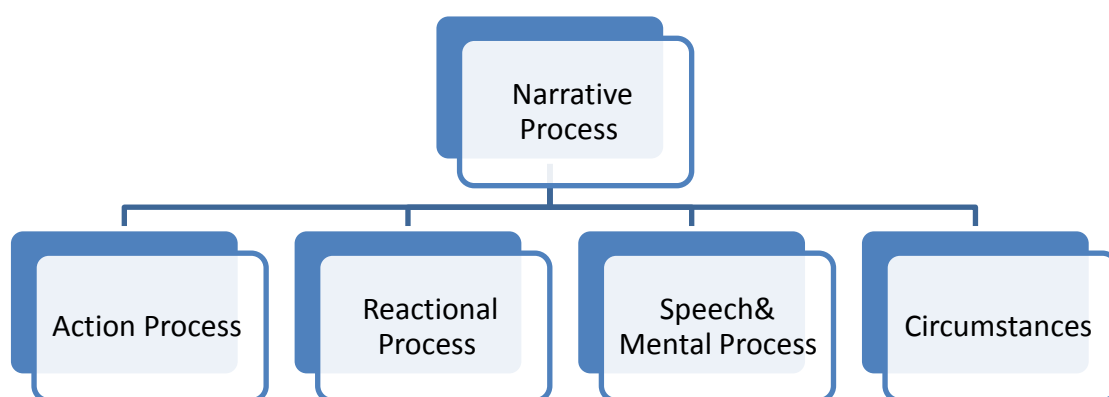 Narrative
Process
Action Process
Reactional
Process
Speech&
Mental Process
Circumstances